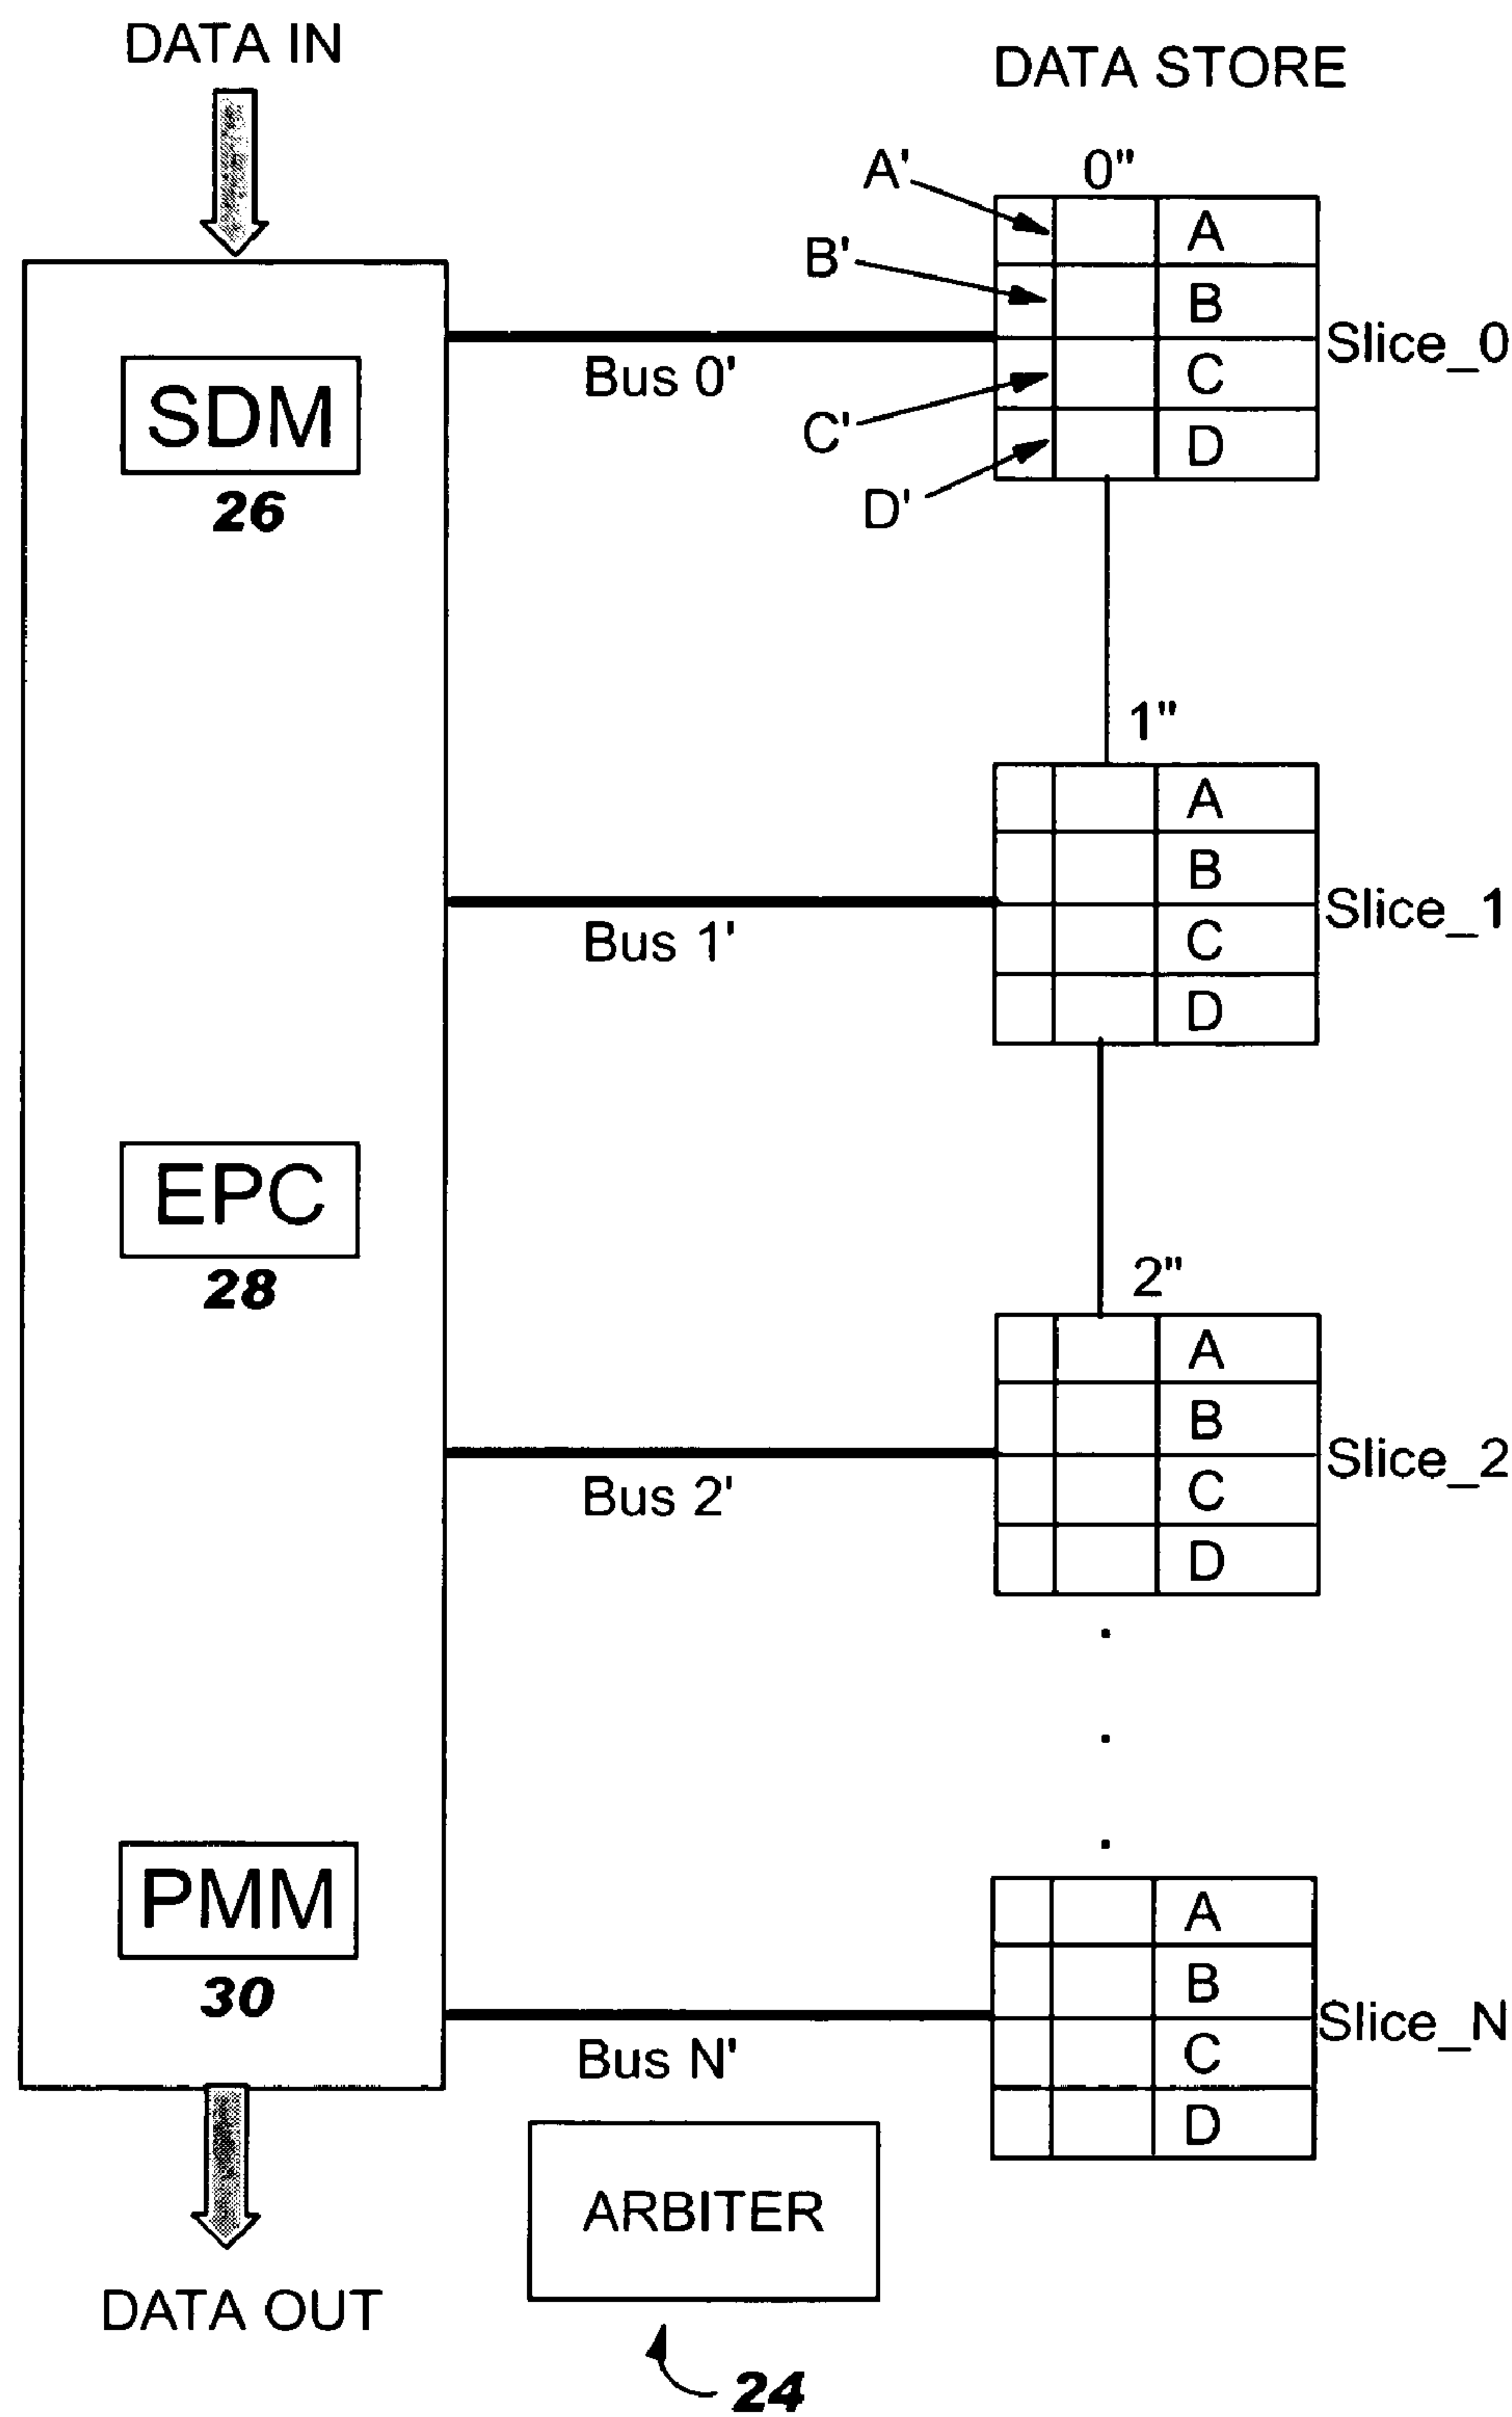 DATA IN
DATA STORE
A'
0"
A
B'
B
Slice_0
Bus 0'
C
SDM
C'
D
26
D'
1"
A
B
Slice_1
Bus 1'
C
D
EPC
28
2"
A
B
Slice_2
Bus 2'
C
D
.
.
.
PMM
A
30
B
Slice_N
Bus N'
C
D
ARBITER
DATA OUT
24